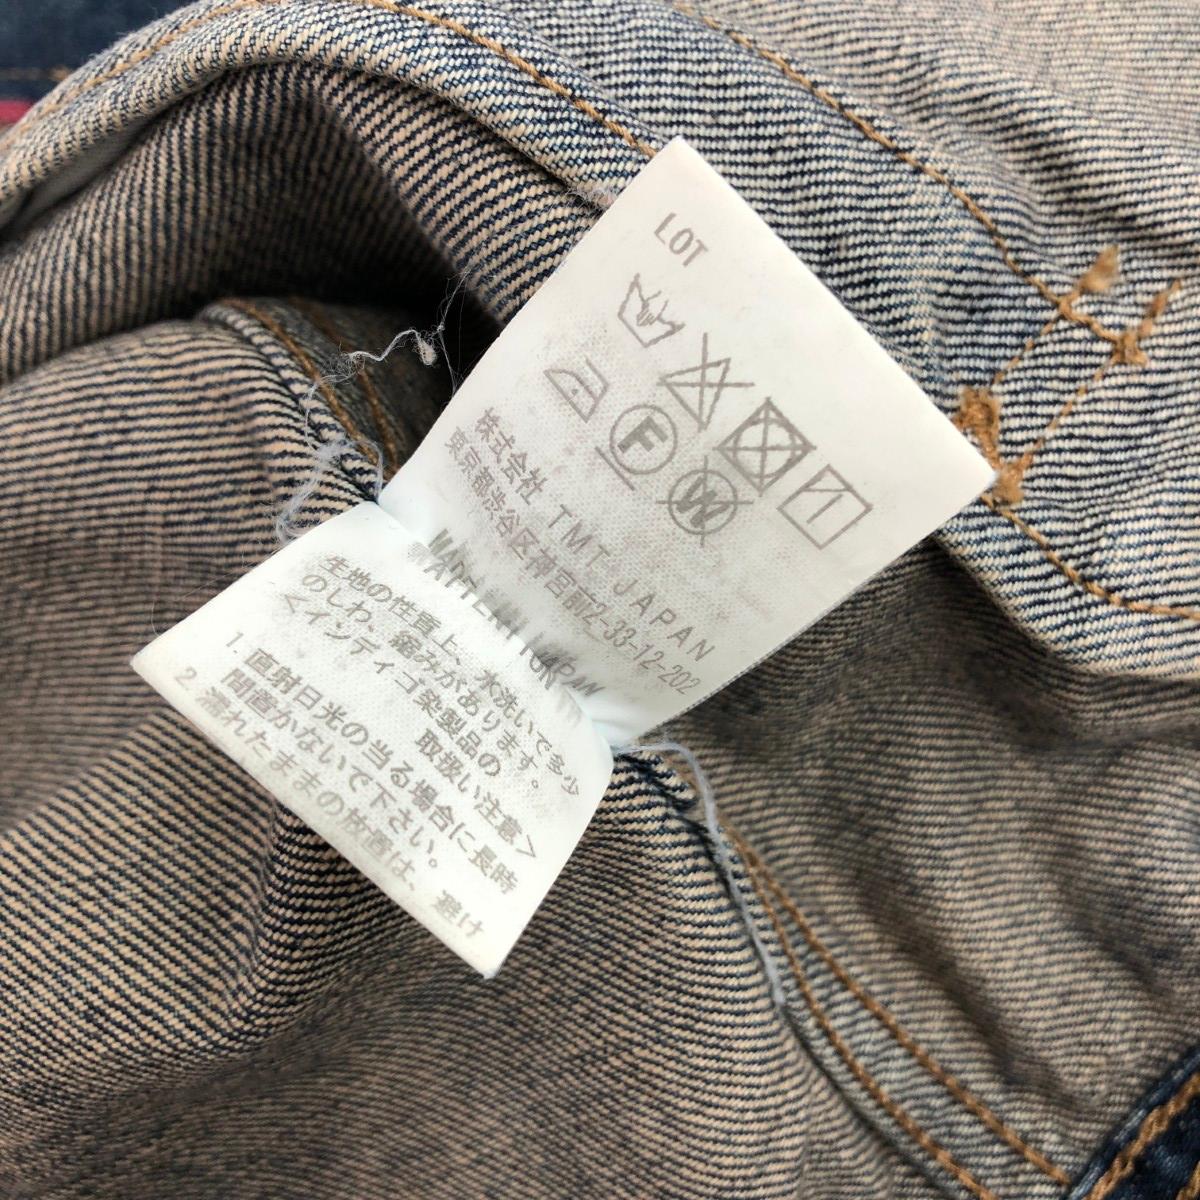 LOT
F
W
1
株式会社 TMT JAPAN
東京都渋谷区神宮前2-33-12-202
MADE IN JAPAN
生地の性質上、水洗いで多少
のしわ、縮みがあります。
<インディゴ染製品の 取扱い注意>
1. 直射日光の当る場合に長時
間置かないで下さい。
2. 濡れたままの放置は、避け